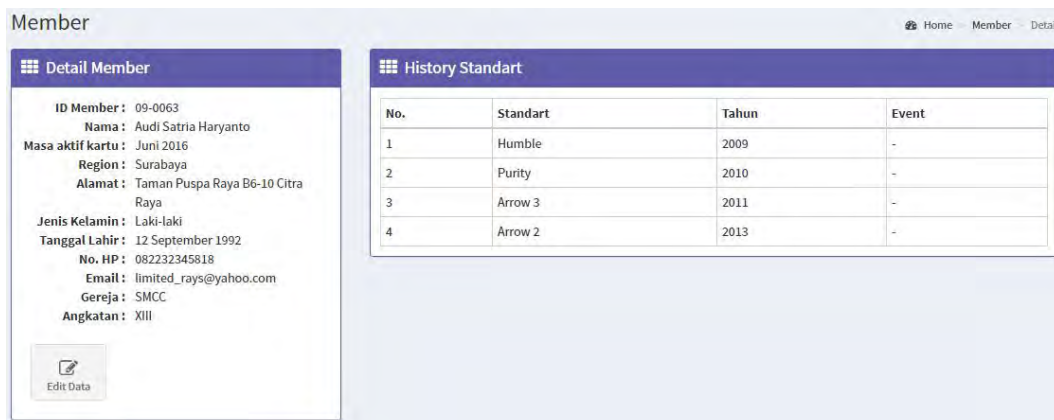 Member
Home Member Detai
Detail Member
ID Member : 09-0063
Nama : Audi Satria Haryanto
Masa aktif kartu : Juni 2016
Region : Surabaya
Alamat : Taman Puspa Raya B6-10 Citra
Raya
Jenis Kelamin : Laki-laki
Tanggal Lahir : 12 September 1992
No. HP : 082232345818
Email : limited_rays@yahoo.com
Gereja : SMCC
Angkatan : XIII
Edit Data
History Standart
No. Standart Tahun Event
1 Humble 2009 -
2 Purity 2010 -
3 Arrow 3 2011 -
4 Arrow 2 2013 -